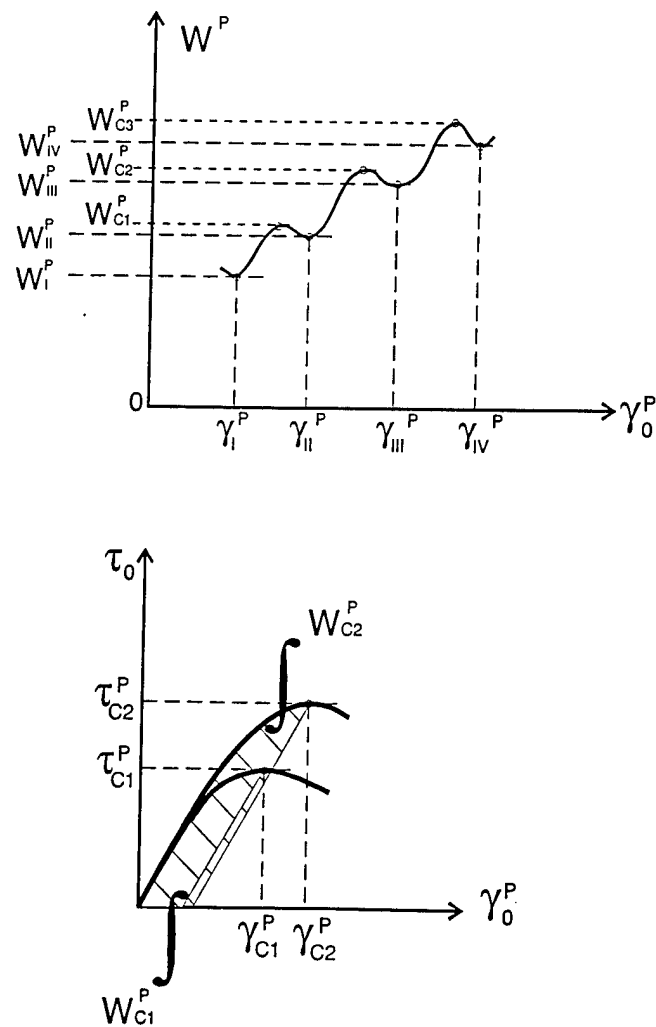 W^P
W_C3^P
W_IV^P
W_C2^P
W_III^P
W_C1^P
W_II^P
W_I^P
0
γ_I^P γ_II^P γ_III^P γ_IV^P γ_0^P
τ_0
W_C2^P
τ_C2^P
τ_C1^P
γ_C1^P γ_C2^P γ_0^P
W_C1^P